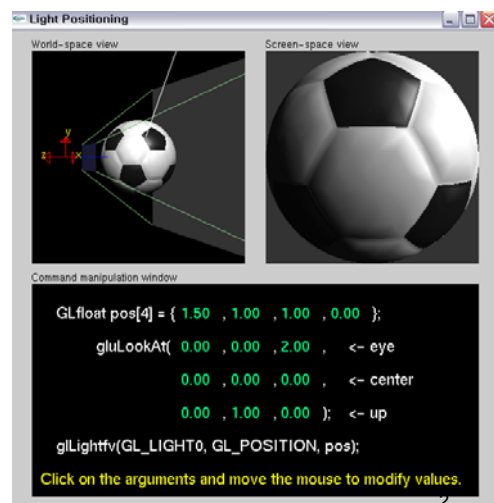 Light Positioning
World-space view
Screen-space view
y
z
x
Command manipulation window
GLfloat pos[4] = { 1.50 , 1.00 , 1.00 , 0.00 };
gluLookAt( 0.00 , 0.00 , 2.00 , <- eye
0.00 , 0.00 , 0.00 , <- center
0.00 , 1.00 , 0.00 ); <- up
glLightfv(GL_LIGHT0, GL_POSITION, pos);
Click on the arguments and move the mouse to modify values.
2